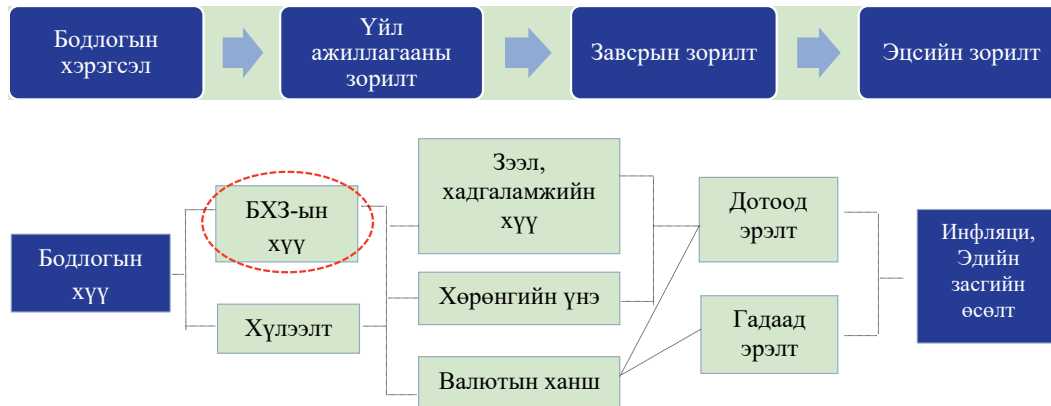 Бодлогын
хэрэгсэл
Үйл
ажиллагааны
зорилт
Завсрын зорилт
Эцсийн зорилт
Бодлогын
хүү
БХЗ-ын
хүү
Хүлээлт
Зээл,
хадгаламжийн
хүү
Хөрөнгийн үнэ
Валютын ханш
Дотоод
эрэлт
Гадаад
эрэлт
Инфляци,
Эдийн
засгийн
өсөлт